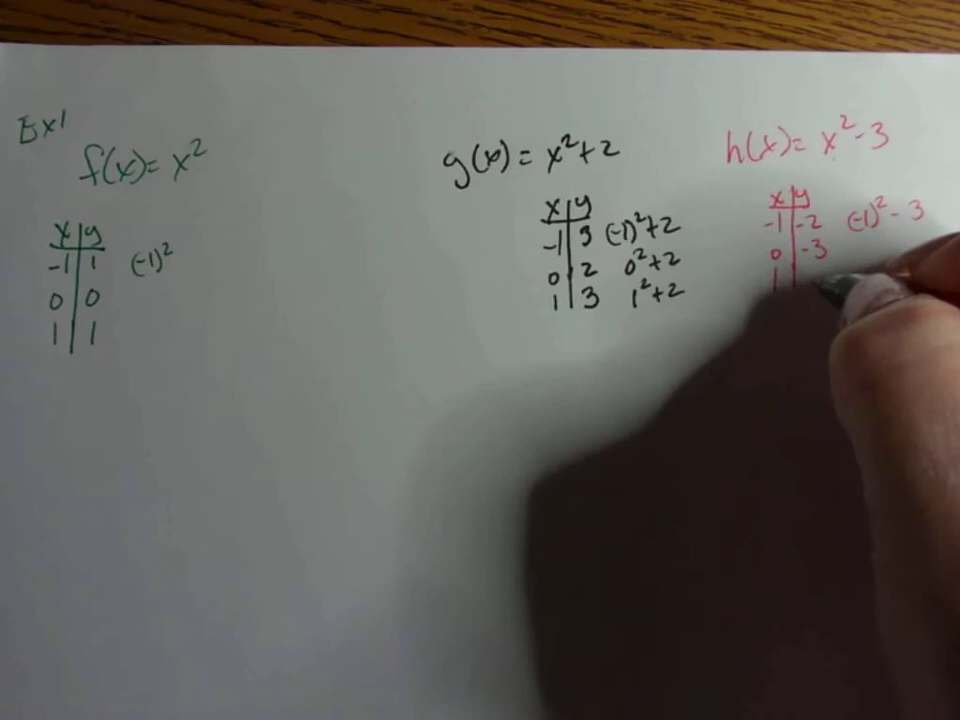 Ex1
f(x) = x²
x | y
-1 | 1 (-1)²
0 | 0
1 | 1
g(x) = x²+2
x | y
-1 | 3 (-1)²+2
0 | 2 0²+2
1 | 3 1²+2
h(x) = x²-3
x | y
-1 | -2 (-1)²-3
0 | -3
1 |